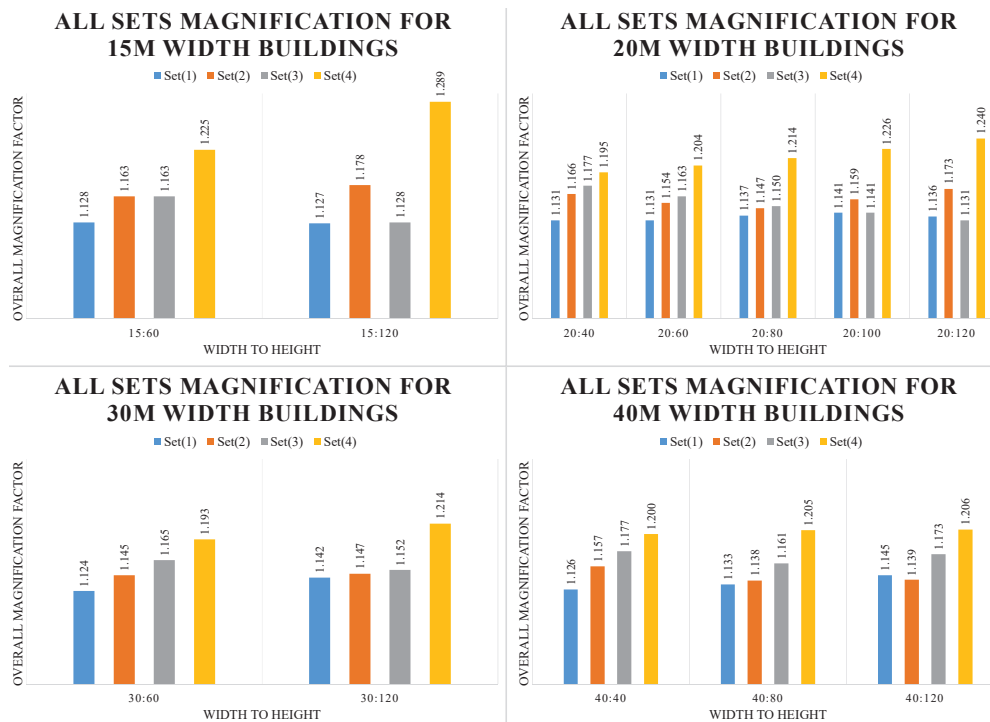 ALL SETS MAGNIFICATION FOR
15M WIDTH BUILDINGS
Set(1) Set(2) Set(3) Set(4)
OVERALL MAGNIFICATION FACTOR
1.128 1.163 1.163 1.225
1.127 1.178 1.128 1.289
15:60 15:120
WIDTH TO HEIGHT
ALL SETS MAGNIFICATION FOR
20M WIDTH BUILDINGS
Set(1) Set(2) Set(3) Set(4)
OVERALL MAGNIFICATION FACTOR
1.131 1.166 1.177 1.195
1.131 1.154 1.163 1.204
1.137 1.147 1.150 1.214
1.141 1.159 1.141 1.226
1.136 1.173 1.131 1.240
20:40 20:60 20:80 20:100 20:120
WIDTH TO HEIGHT
ALL SETS MAGNIFICATION FOR
30M WIDTH BUILDINGS
Set(1) Set(2) Set(3) Set(4)
OVERALL MAGNIFICATION FACTOR
1.124 1.145 1.165 1.193
1.142 1.147 1.152 1.214
30:60 30:120
WIDTH TO HEIGHT
ALL SETS MAGNIFICATION FOR
40M WIDTH BUILDINGS
Set(1) Set(2) Set(3) Set(4)
OVERALL MAGNIFICATION FACTOR
1.126 1.157 1.177 1.200
1.133 1.138 1.161 1.205
1.145 1.139 1.173 1.206
40:40 40:80 40:120
WIDTH TO HEIGHT